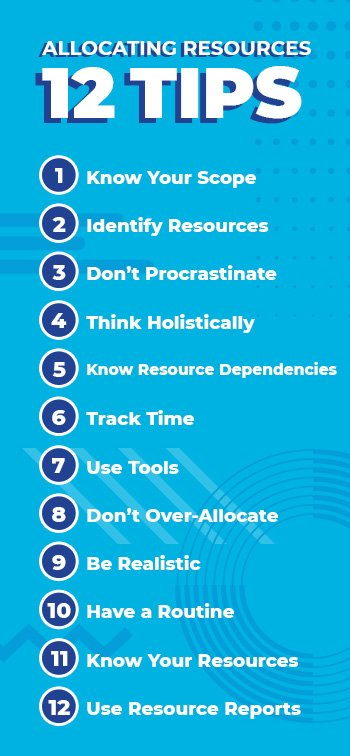 ALLOCATING RESOURCES
12 TIPS
1 Know Your Scope
2 Identify Resources
3 Don't Procrastinate
4 Think Holistically
5 Know Resource Dependencies
6 Track Time
7 Use Tools
8 Don't Over-Allocate
9 Be Realistic
10 Have a Routine
11 Know Your Resources
12 Use Resource Reports